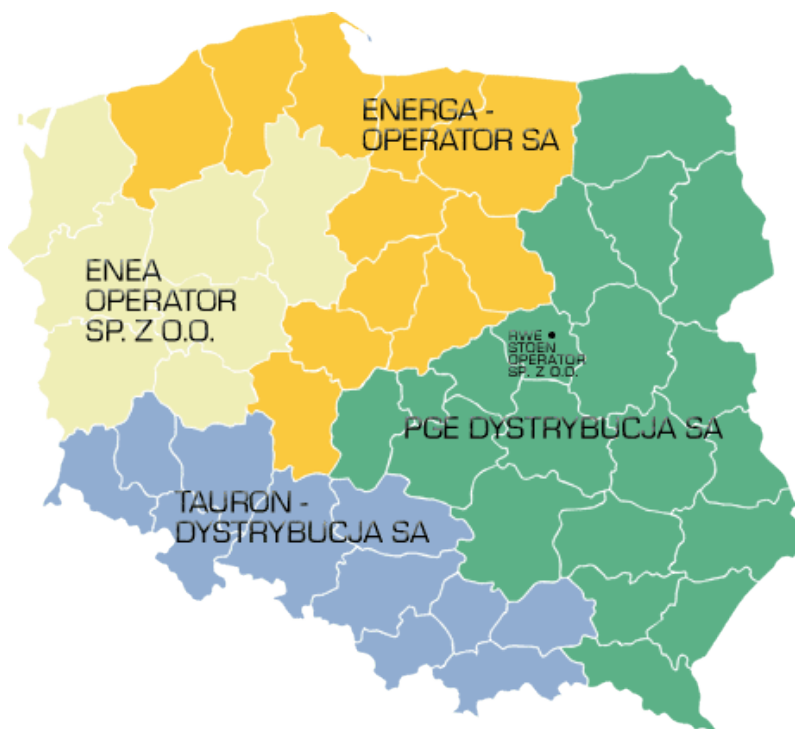 ENERGA -
OPERATOR SA
ENEA
OPERATOR
SP. Z O.O.
RWE
STOEN
OPERATOR
SP. Z O.O.
PGE DYSTRYBUCJA SA
TAURON -
DYSTRYBUCJA SA